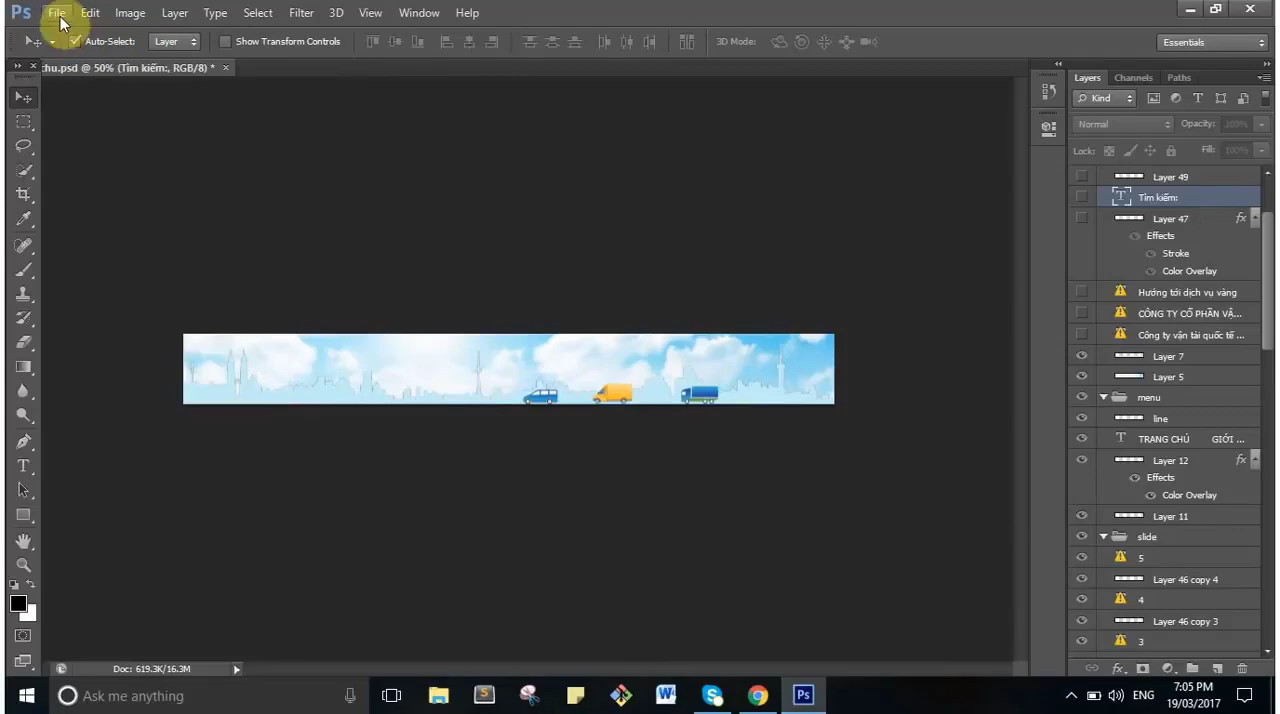 Ps File Edit Image Layer Type Select Filter 3D View Window Help
Auto-Select: Layer Show Transform Controls 3D Mode: Essentials
chu.psd @ 50% (Tìm kiếm:, RGB/8) * ×
Layers Channels Paths
Kind
Normal Opacity: 100%
Lock: Fill: 100%
Layer 49
T Tìm kiếm:
Layer 47 fx
Effects
Stroke
Color Overlay
Hướng tới dịch vụ vàng
CÔNG TY CỔ PHẦN VẬ...
Công ty vận tải quốc tế ...
Layer 7
Layer 5
menu
line
T TRANG CHỦ GIỚI ...
Layer 12 fx
Effects
Color Overlay
Layer 11
slide
5
Layer 46 copy 4
4
Layer 46 copy 3
3
Doc: 619.3K/16.3M
Ask me anything
ENG
7:05 PM
19/03/2017